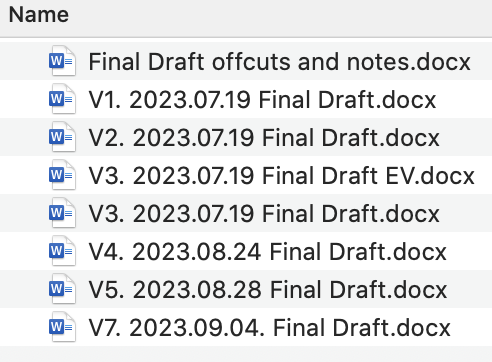 Name
Final Draft offcuts and notes.docx
V1. 2023.07.19 Final Draft.docx
V2. 2023.07.19 Final Draft.docx
V3. 2023.07.19 Final Draft EV.docx
V3. 2023.07.19 Final Draft.docx
V4. 2023.08.24 Final Draft.docx
V5. 2023.08.28 Final Draft.docx
V7. 2023.09.04. Final Draft.docx